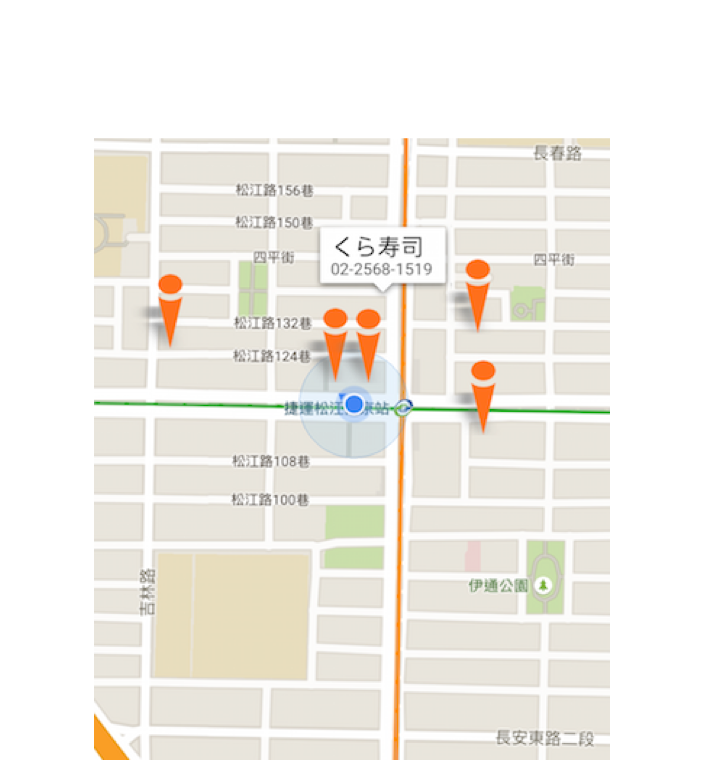 長春路
松江路156巷
松江路150巷
くら寿司
02-2568-1519
四平街
四平街
松江路132巷
松江路124巷
捷運松江
站
松江路108巷
松江路100巷
吉林路
伊通公園
長安東路二段